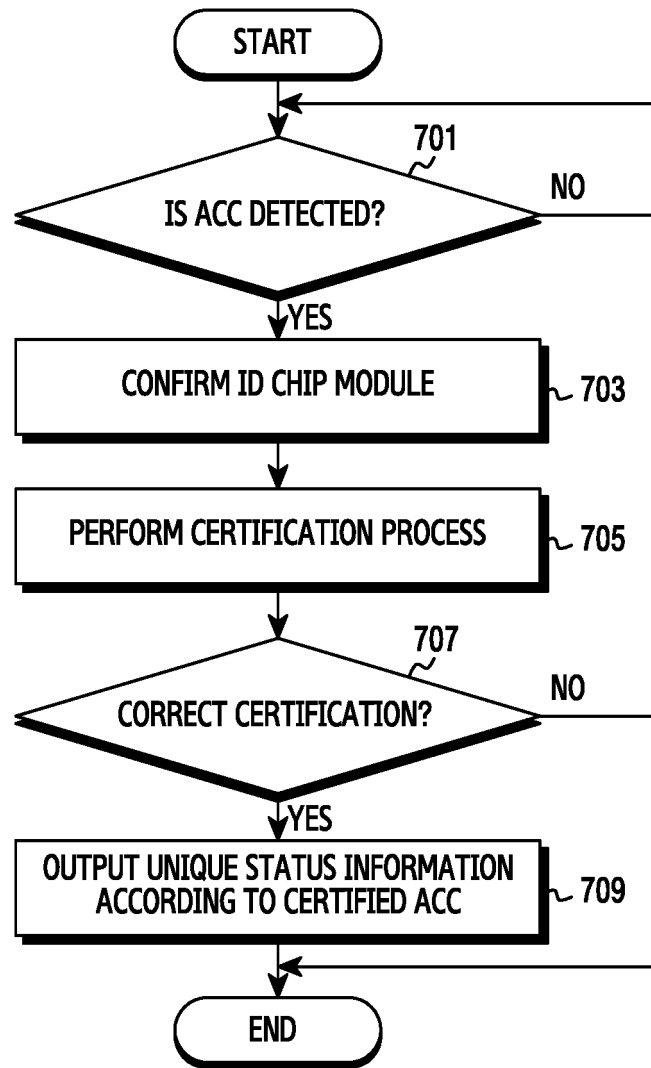 START
701
IS ACC DETECTED?
NO
YES
CONFIRM ID CHIP MODULE
703
PERFORM CERTIFICATION PROCESS
705
707
CORRECT CERTIFICATION?
NO
YES
OUTPUT UNIQUE STATUS INFORMATION
ACCORDING TO CERTIFIED ACC
709
END